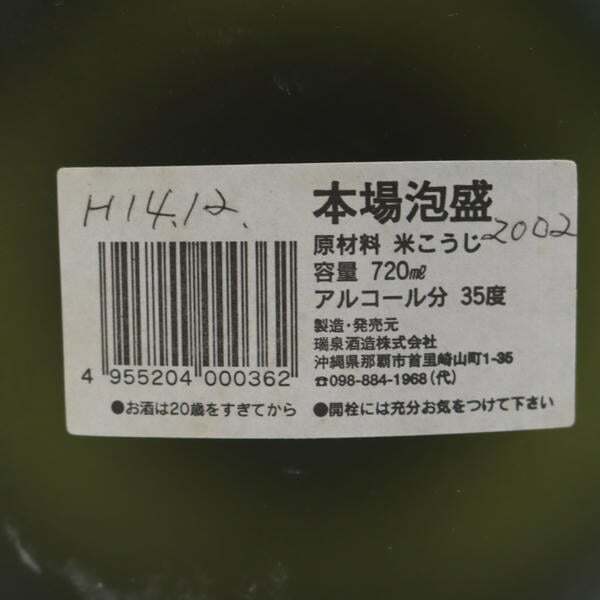 H14.12.
本場泡盛
2002
原材料 米こうじ
容量 720㎖
アルコール分 35度
製造・発売元
瑞泉酒造株式会社
沖縄県那覇市首里崎山町1-35
☎098-884-1968(代)
4 955204 000362
●お酒は20歳をすぎてから ●開栓には充分お気をつけて下さい